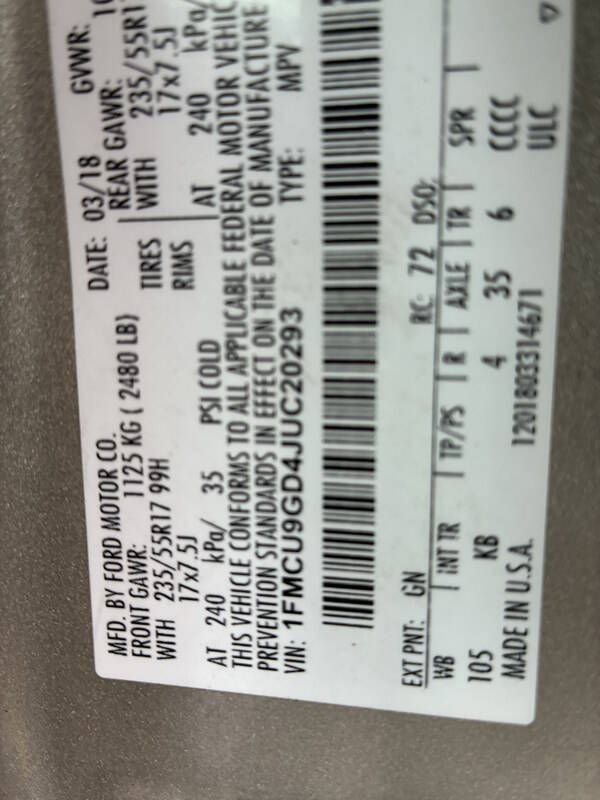 MFD. BY FORD MOTOR CO.
DATE: 03/18 GVWR:
FRONT GAWR: 1125 KG ( 2480 LB) REAR GAWR:
WITH 235/55R17 99H TIRES WITH 235/55R1
17x7.5J RIMS 17x7.5J
AT 240 kPa/ 35 PSI COLD AT 240 kPa/
THIS VEHICLE CONFORMS TO ALL APPLICABLE FEDERAL MOTOR VEHIC
PREVENTION STANDARDS IN EFFECT ON THE DATE OF MANUFACTURE
VIN: 1FMCU9GD4JUC20293 TYPE: MPV
EXT PNT: GN RC: 72 DSO:
WB INT TR TP/PS R AXLE TR SPR
105 KB 4 35 6 CCCC
MADE IN U.S.A. 1201803314671 ULC